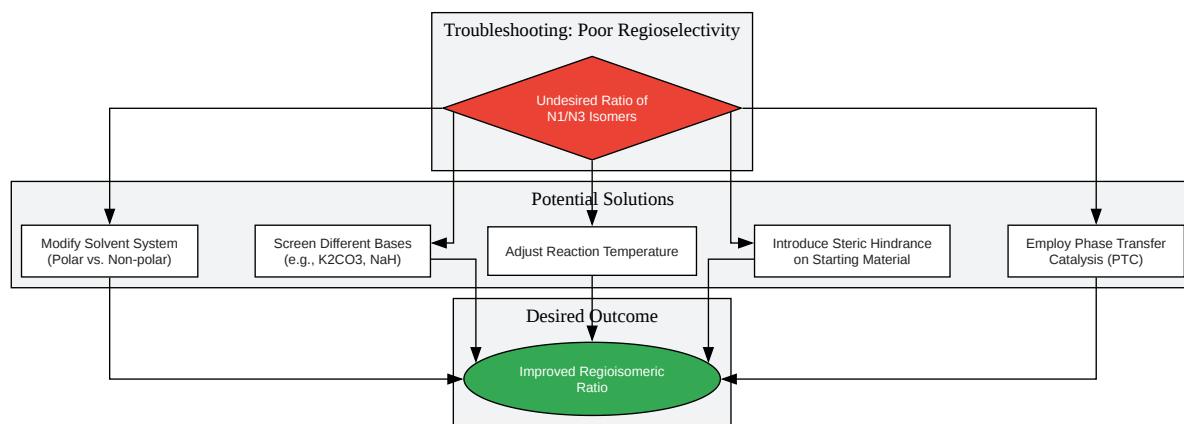 Troubleshooting: Poor Regioselectivity
Undesired Ratio of
N1/N3 Isomers
Potential Solutions
Modify Solvent System
(Polar vs. Non-polar)
Screen Different Bases
(e.g., K2CO3, NaH)
Adjust Reaction Temperature
Introduce Steric Hindrance
on Starting Material
Employ Phase Transfer
Catalysis (PTC)
Desired Outcome
Improved Regioisomeric
Ratio